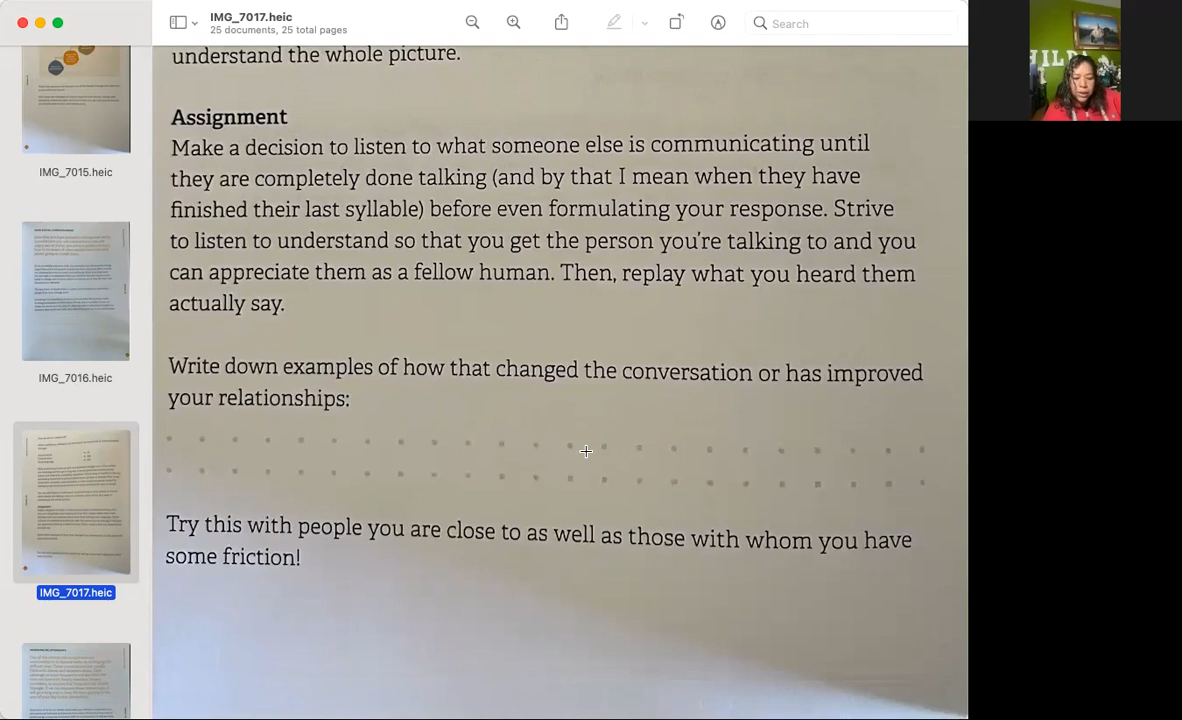 IMG_7017.heic
25 documents, 25 total pages
Search
understand the whole picture.
Assignment
Make a decision to listen to what someone else is communicating until
they are completely done talking (and by that I mean when they have
finished their last syllable) before even formulating your response. Strive
to listen to understand so that you get the person you're talking to and you
can appreciate them as a fellow human. Then, replay what you heard them
actually say.
Write down examples of how that changed the conversation or has improved
your relationships:
Try this with people you are close to as well as those with whom you have
some friction!
IMG_7015.heic
IMG_7016.heic
IMG_7017.heic